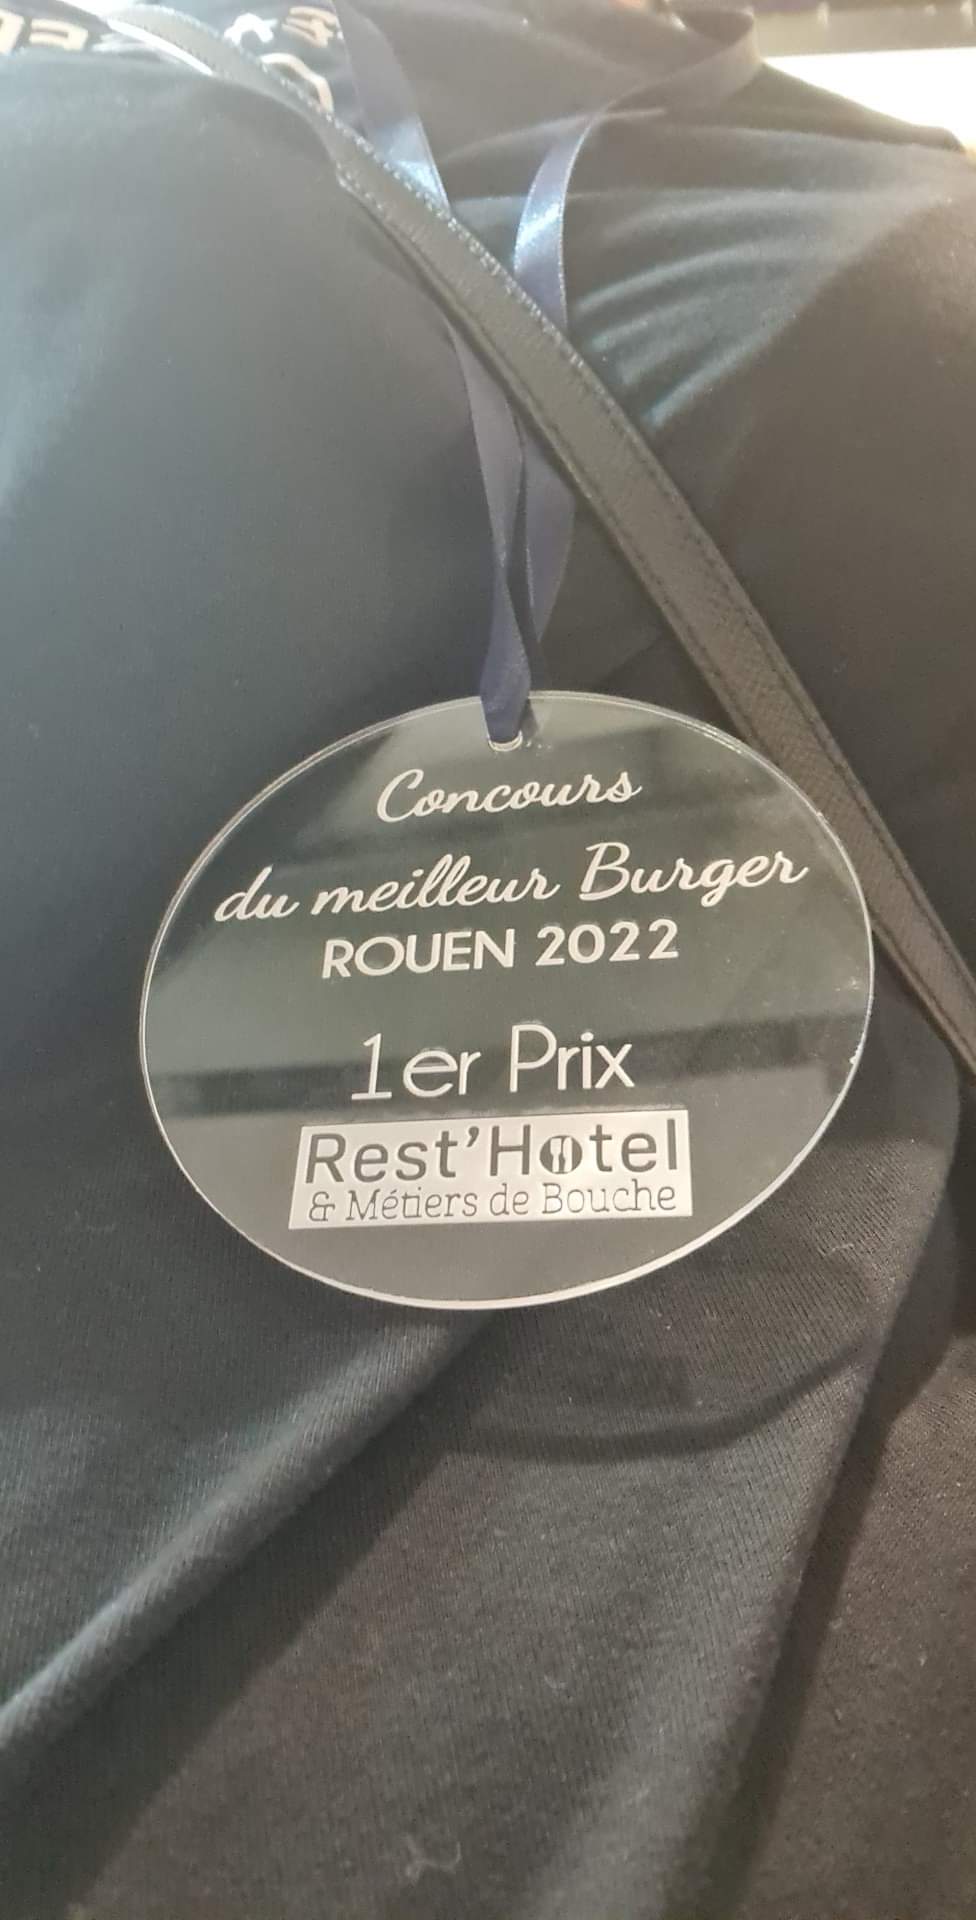 Concours
du meilleur Burger
ROUEN 2022
1er Prix
Rest'Hotel
& Métiers de Bouche